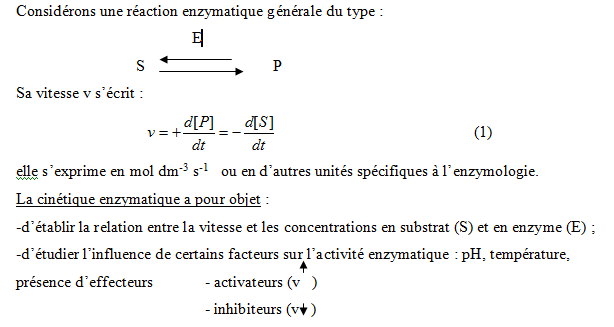 Considérons une réaction enzymatique générale du type :
E
S ⇄ P
Sa vitesse v s'écrit :
v = + d[P]/dt = − d[S]/dt (1)
elle s'exprime en mol dm⁻³ s⁻¹ ou en d'autres unités spécifiques à l'enzymologie.
La cinétique enzymatique a pour objet :
-d'établir la relation entre la vitesse et les concentrations en substrat (S) et en enzyme (E) ;
-d'étudier l'influence de certains facteurs sur l'activité enzymatique : pH, température,
présence d'effecteurs - activateurs (v ↑ )
- inhibiteurs (v↓ )